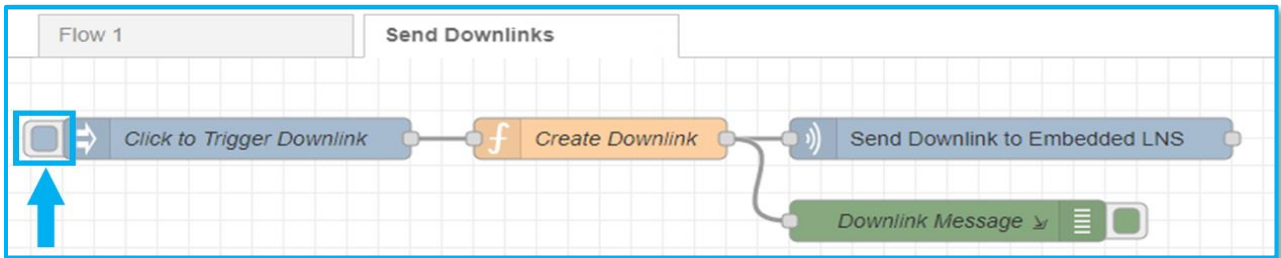 Flow 1
Send Downlinks
Click to Trigger Downlink
Create Downlink
Send Downlink to Embedded LNS
Downlink Message